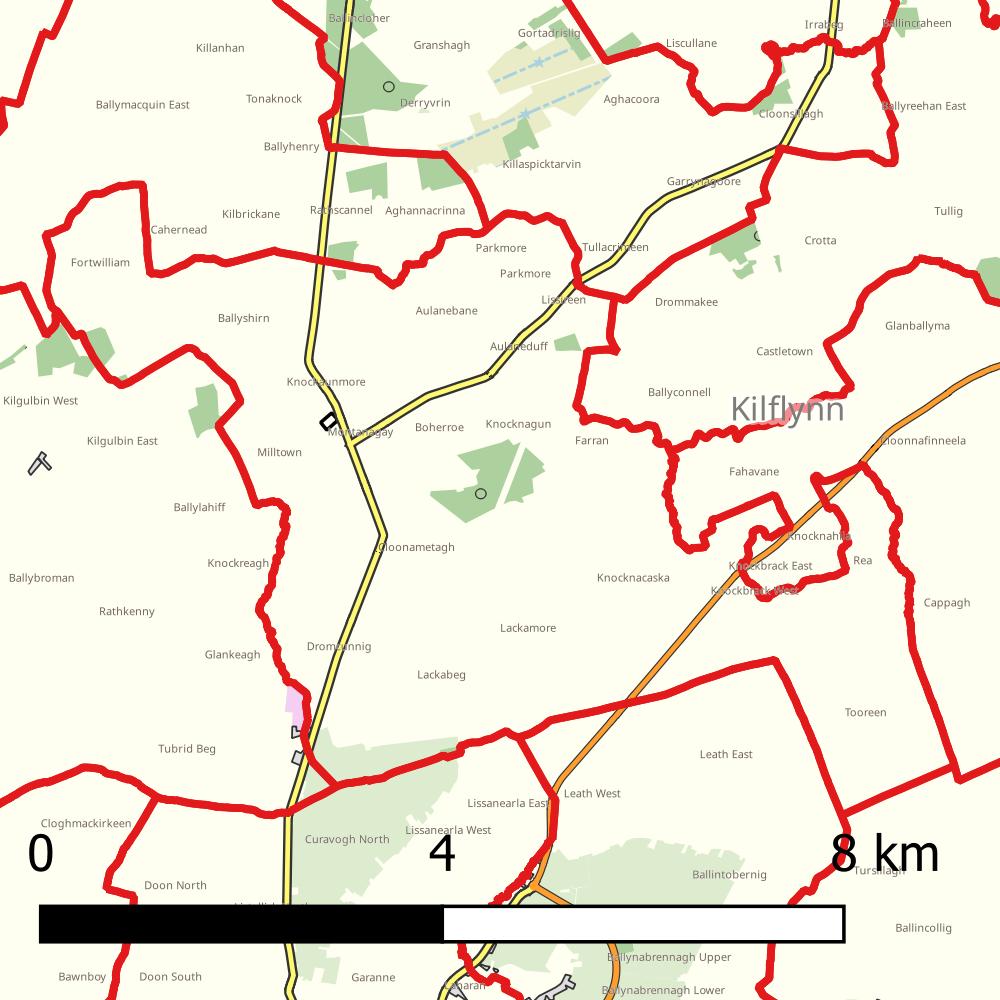 Ballincloher
Irrabeg
Ballincraheen
Gortadrislig
Killanhan
Granshagh
Liscullane
Ballymacquin East
Tonaknock
Derryvrin
Aghacoora
Cloonsillagh
Ballyreehan East
Ballyhenry
Killaspicktarvin
Garrynagoore
Kilbrickane
Rathscannel
Aghannacrinna
Tullig
Cahernead
Parkmore
Tullacrimeen
Crotta
Fortwilliam
Parkmore
Lissireen
Drommakee
Ballyshirn
Aulanebane
Glanballyma
Aulaneduff
Castletown
Knockaunmore
Ballyconnell
Kilgulbin West
Kilflynn
Boherroe
Knocknagun
Montanagay
Kilgulbin East
Farran
Cloonnafinneela
Milltown
Fahavane
Ballylahiff
Knocknahila
Cloonametagh
Knockreagh
Knockbrack East
Rea
Ballybroman
Knocknacaska
Knockbrack West
Cappagh
Rathkenny
Lackamore
Glankeagh
Dromcunnig
Lackabeg
Tooreen
Tubrid Beg
Leath East
Leath West
Lissanearla East
Cloghmackirkeen
Lissanearla West
Curavogh North
0 4 8 km
Ballintobernig
Doon North
Ballincollig
Ballynabrennagh Upper
Bawnboy
Doon South
Garanne
Ballynabrennagh Lower